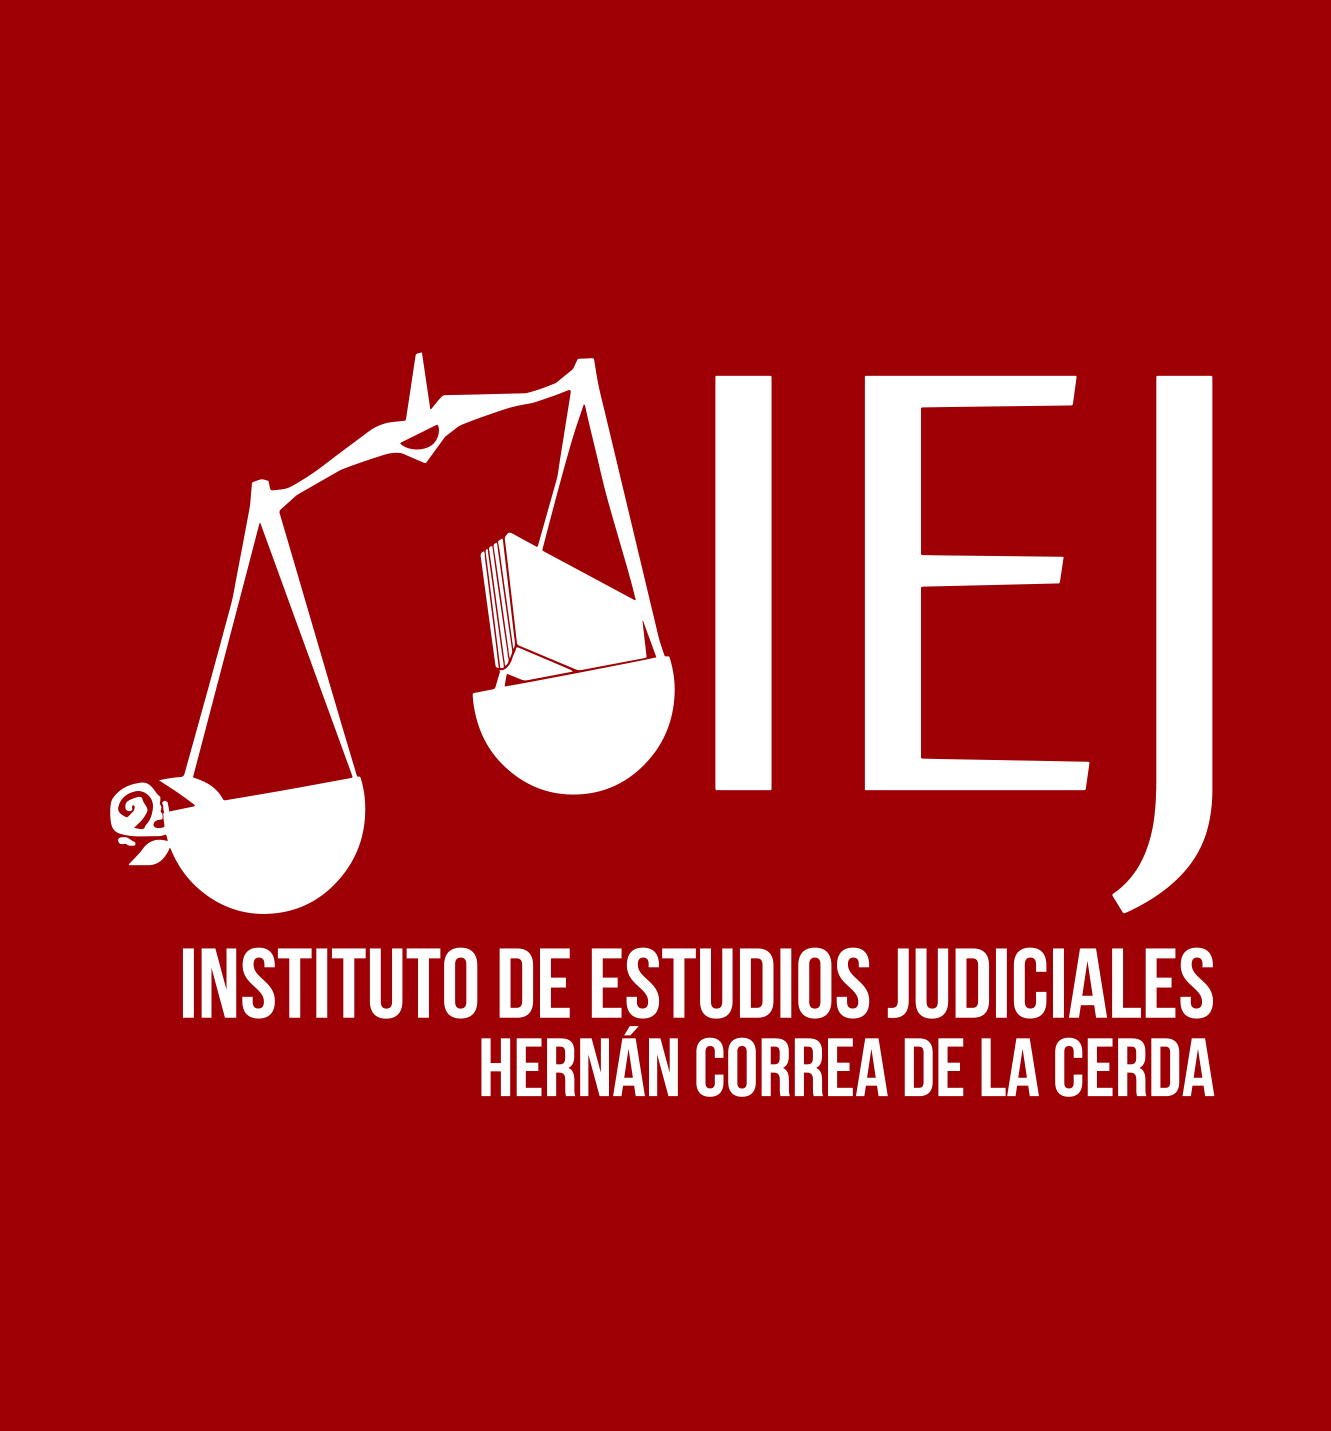 IEJ
INSTITUTO DE ESTUDIOS JUDICIALES
HERNÁN CORREA DE LA CERDA